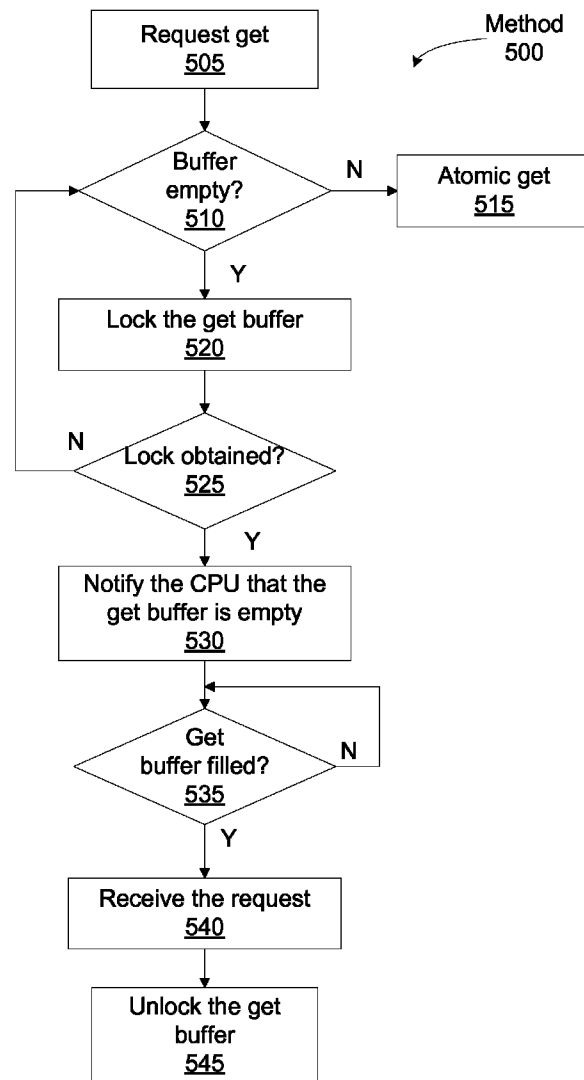 Request get
505
Method
500
Buffer
empty?
510
N
Atomic get
515
Y
Lock the get buffer
520
N
Lock obtained?
525
Y
Notify the CPU that the
get buffer is empty
530
Get
buffer filled?
535
N
Y
Receive the request
540
Unlock the get
buffer
545